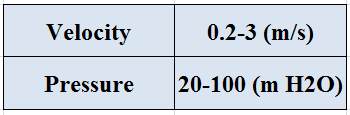 Velocity 0.2-3 (m/s)
Pressure 20-100 (m H2O)